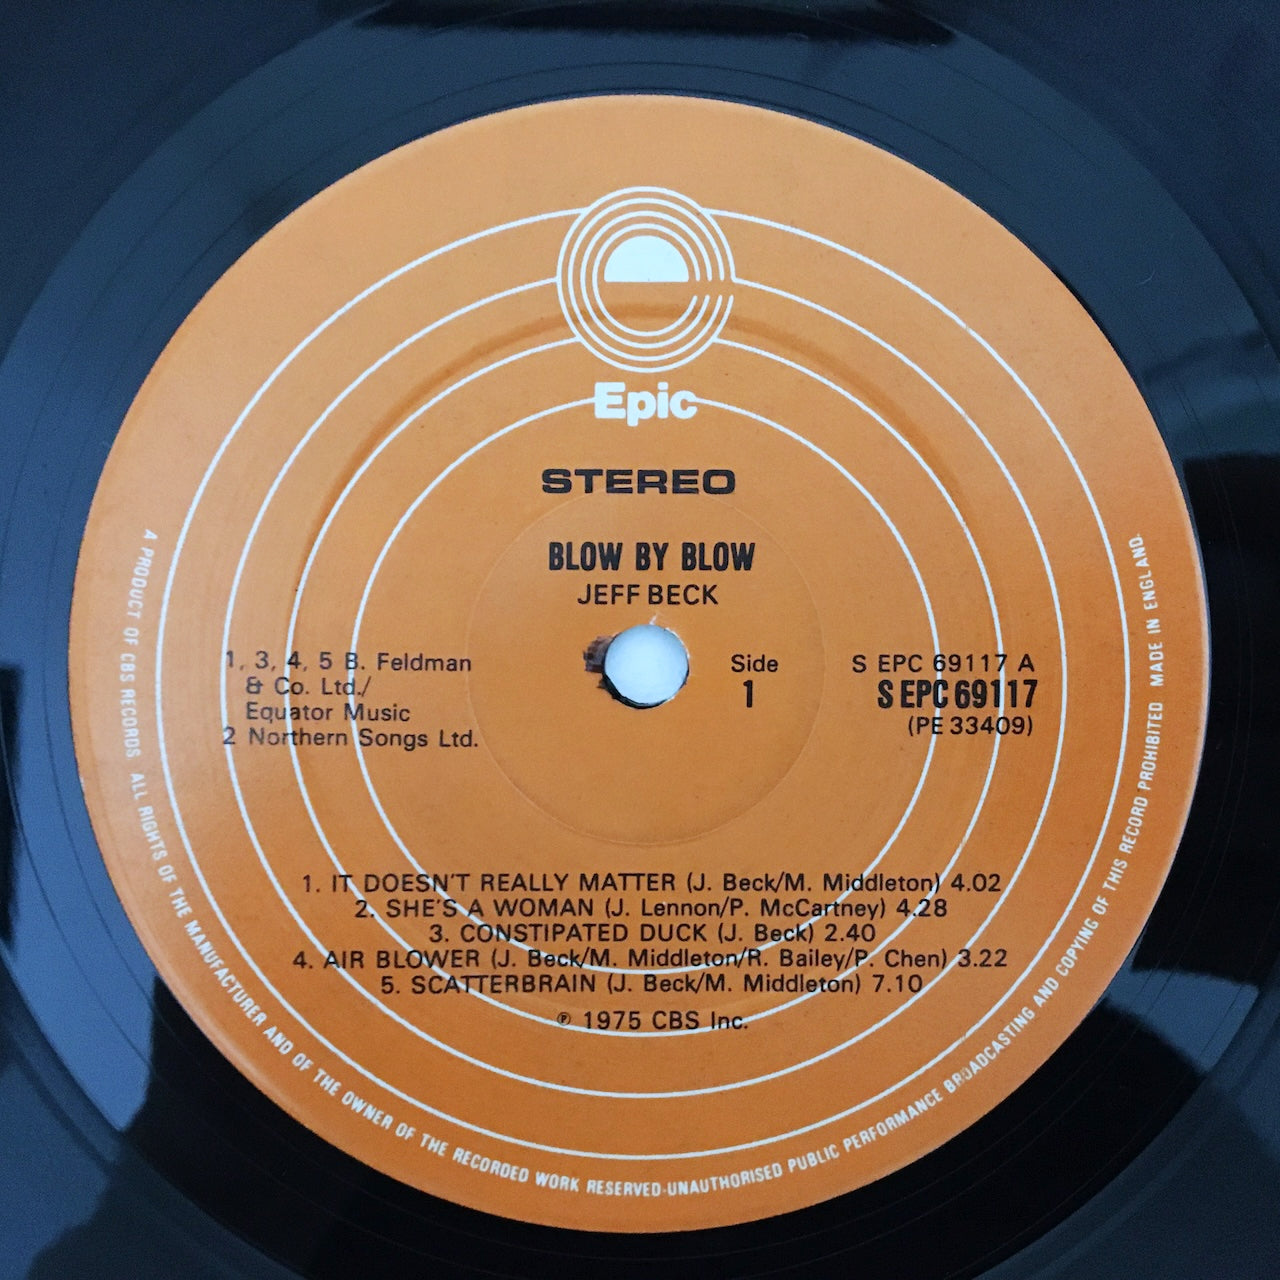 Epic
STEREO
BLOW BY BLOW
JEFF BECK
1, 3, 4, 5 B. Feldman
& Co. Ltd./
Equator Music
2 Northern Songs Ltd.
Side
1
S EPC 69117 A
S EPC 69117
(PE 33409)
1. IT DOESN'T REALLY MATTER (J. Beck/M. Middleton) 4.02
2. SHE'S A WOMAN (J. Lennon/P. McCartney) 4.28
3. CONSTIPATED DUCK (J. Beck) 2.40
4. AIR BLOWER (J. Beck/M. Middleton/R. Bailey/P. Chen) 3.22
5. SCATTERBRAIN (J. Beck/M. Middleton) 7.10
℗ 1975 CBS Inc.
A PRODUCT OF CBS RECORDS. ALL RIGHTS OF THE MANUFACTURER AND OF THE OWNER OF THE RECORDED WORK RESERVED-UNAUTHORISED PUBLIC PERFORMANCE BROADCASTING AND COPYING OF THIS RECORD PROHIBITED MADE IN ENGLAND.